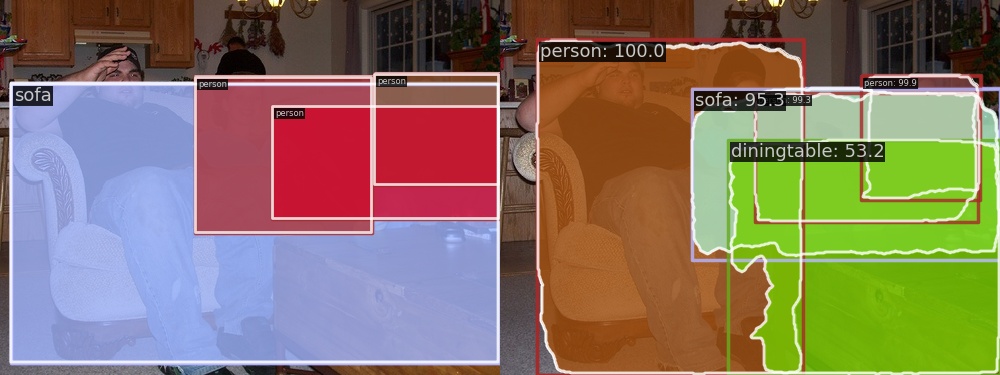 sofa
person
person
person
person: 100.0
sofa: 95.3
: 99.3
person: 99.9
diningtable: 53.2